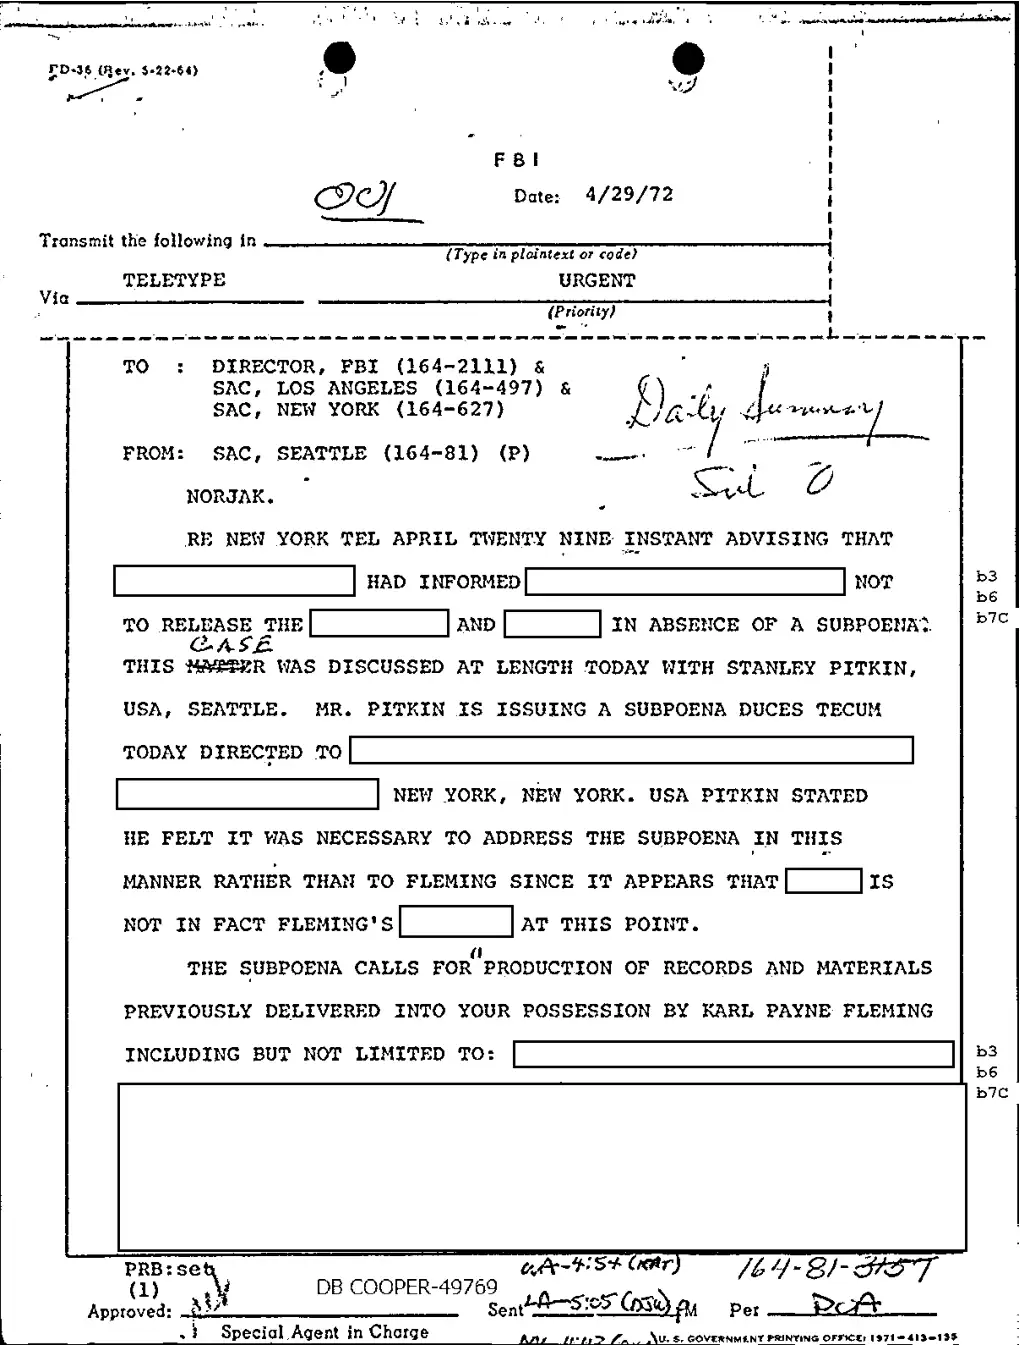 FD-36 (Rev. 5-22-64)
FBI
Date: 4/29/72
Transmit the following in
(Type in plaintext or code)
TELETYPE URGENT
Via
(Priority)
TO : DIRECTOR, FBI (164-2111) &
SAC, LOS ANGELES (164-497) &
SAC, NEW YORK (164-627)
Daily Summary
FROM: SAC, SEATTLE (164-81) (P)
NORJAK.
RE NEW YORK TEL APRIL TWENTY NINE INSTANT ADVISING THAT
HAD INFORMED NOT
b3
b6
b7C
TO RELEASE THE AND IN ABSENCE OF A SUBPOENA.
CASE
THIS MATTER WAS DISCUSSED AT LENGTH TODAY WITH STANLEY PITKIN,
USA, SEATTLE. MR. PITKIN IS ISSUING A SUBPOENA DUCES TECUM
TODAY DIRECTED TO
NEW YORK, NEW YORK. USA PITKIN STATED
HE FELT IT WAS NECESSARY TO ADDRESS THE SUBPOENA IN THIS
MANNER RATHER THAN TO FLEMING SINCE IT APPEARS THAT IS
NOT IN FACT FLEMING'S AT THIS POINT.
THE SUBPOENA CALLS FOR "PRODUCTION OF RECORDS AND MATERIALS
PREVIOUSLY DELIVERED INTO YOUR POSSESSION BY KARL PAYNE FLEMING
INCLUDING BUT NOT LIMITED TO:
b3
b6
b7C
PRB:set
(1)
DB COOPER-49769
164-81-3157
Approved: Sent LA-5:05 PM Per DCA
Special Agent in Charge
U. S. GOVERNMENT PRINTING OFFICE: 1971-413-135